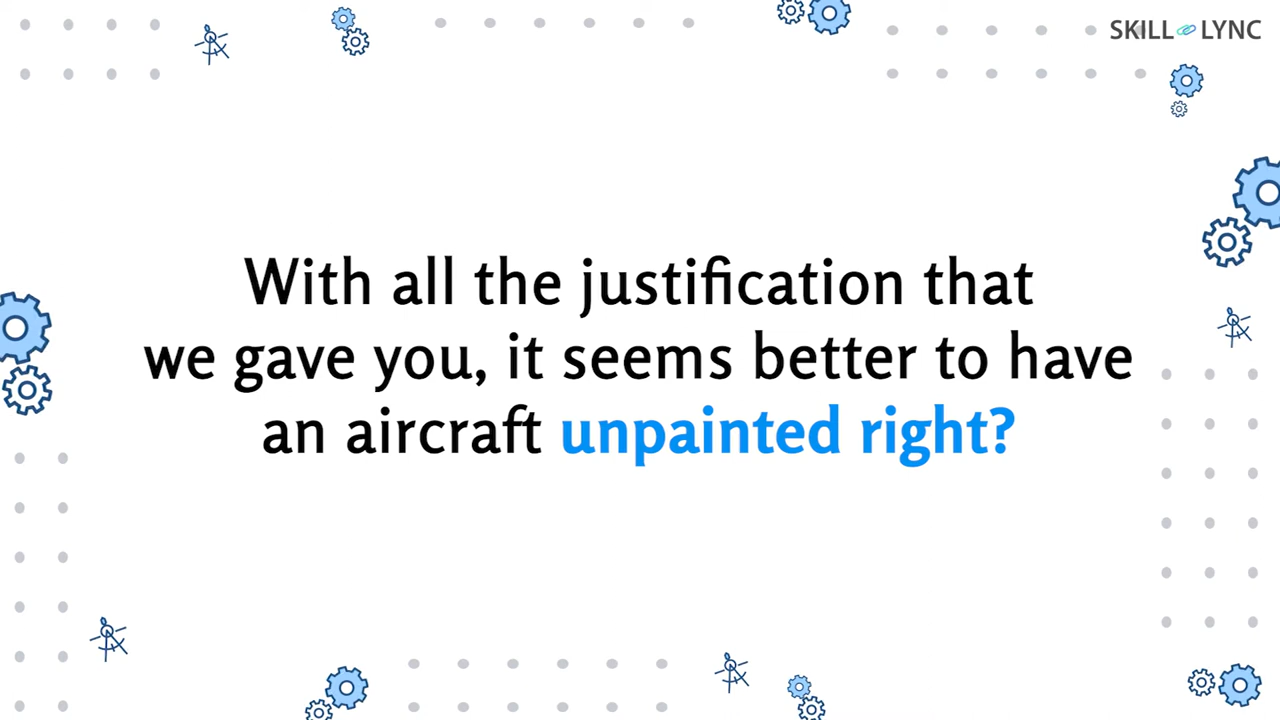 SKILL LYNC
With all the justification that
we gave you, it seems better to have
an aircraft unpainted right?